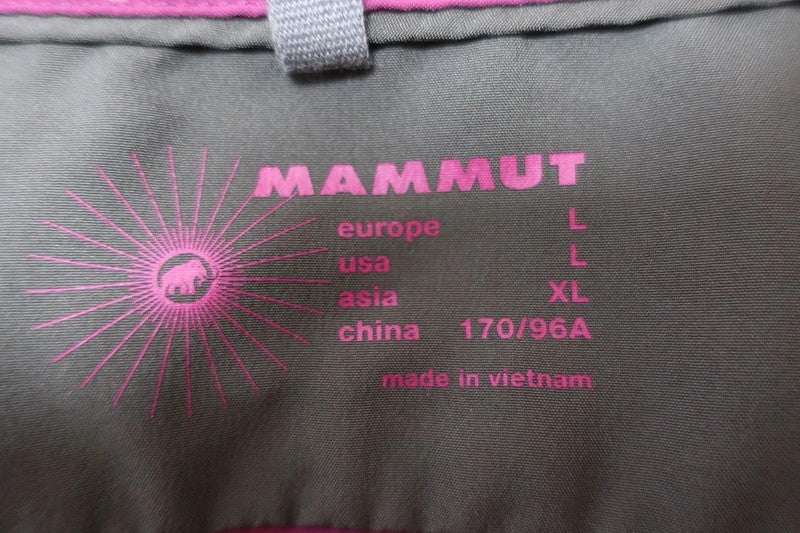 MAMMUT
europe L
usa L
asia XL
china 170/96A
made in vietnam